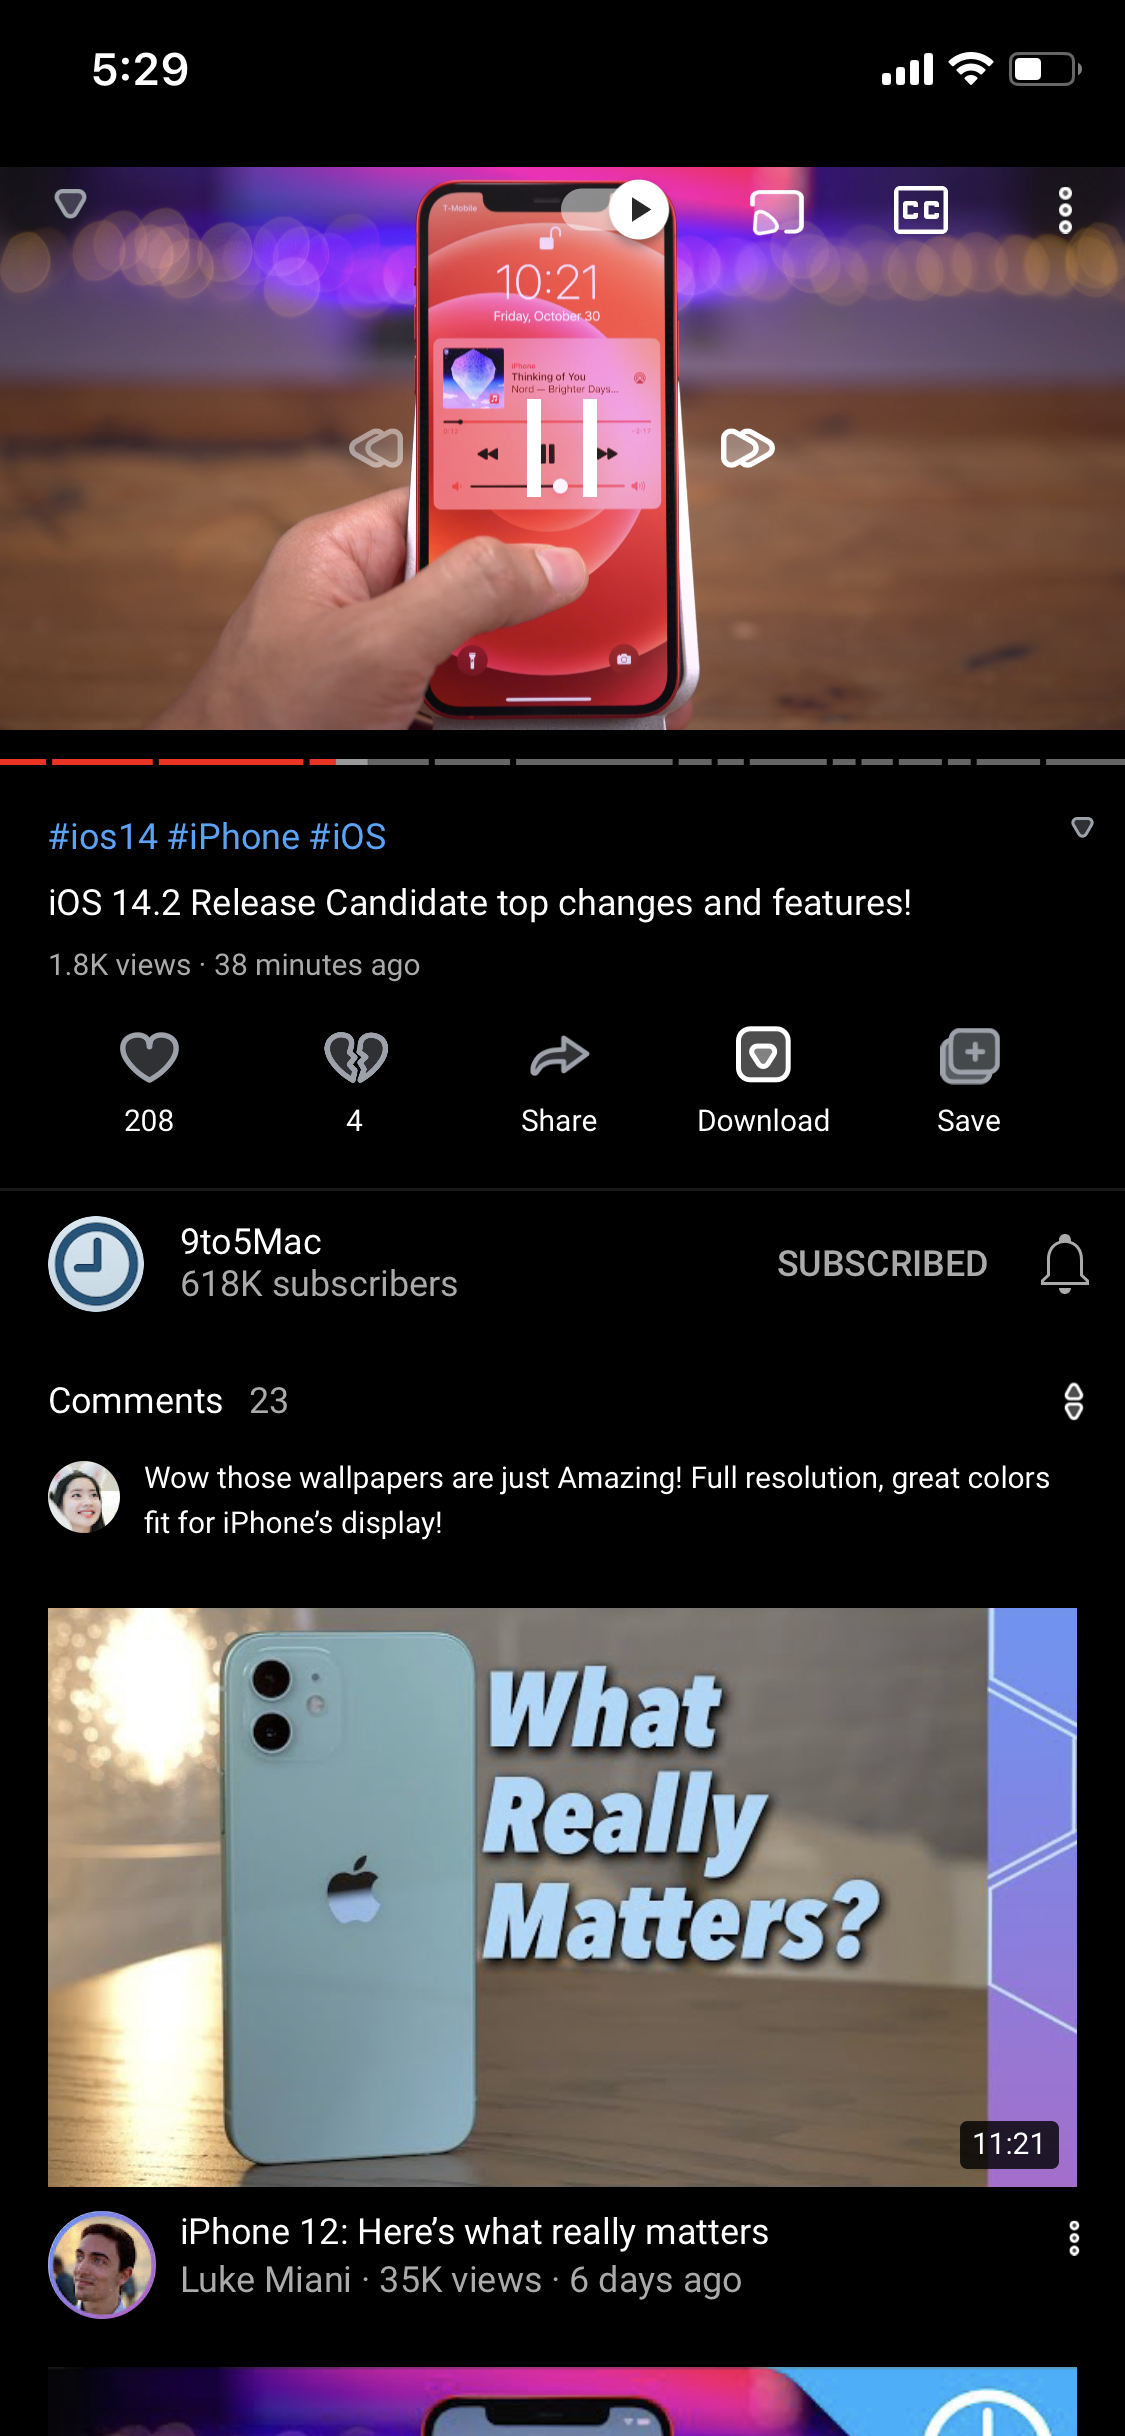 5:29
T-Mobile
CC
10:21
Friday, October 30
iPhone
Thinking of You
Nord — Brighter Days...
#ios14 #iPhone #iOS
iOS 14.2 Release Candidate top changes and features!
1.8K views · 38 minutes ago
208
4
Share
Download
Save
9to5Mac
618K subscribers
SUBSCRIBED
Comments 23
Wow those wallpapers are just Amazing! Full resolution, great colors
fit for iPhone’s display!
What
Really
Matters?
11:21
iPhone 12: Here’s what really matters
Luke Miani · 35K views · 6 days ago